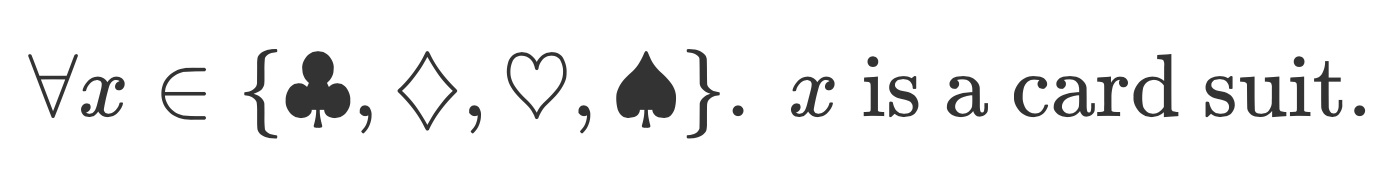 ∀x ∈ {♣, ♢, ♡, ♠}. x is a card suit.